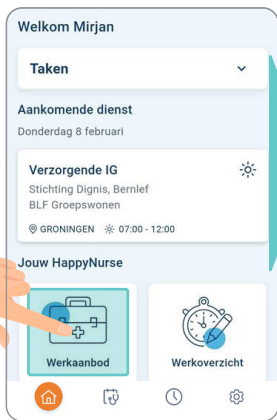 Welkom Mirjan
Taken
Aankomende dienst
Donderdag 8 februari
Verzorgende IG
Stichting Dignis, Bernlef
BLF Groepswonen
GRONINGEN 07:00 - 12:00
Jouw HappyNurse
Werkaanbod
Werkoverzicht